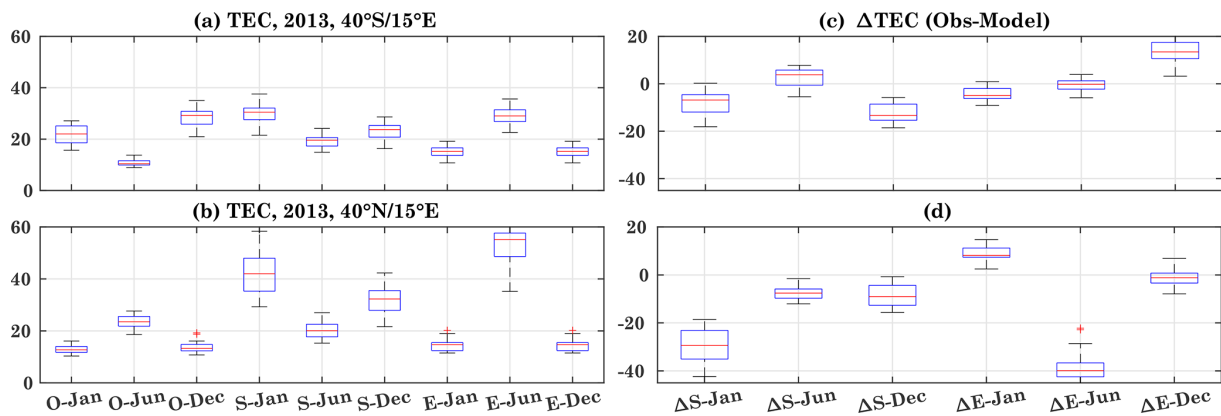 (a) TEC, 2013, 40°S/15°E
60
40
20
0
(c) ΔTEC (Obs-Model)
20
0
-20
-40
(b) TEC, 2013, 40°N/15°E
60
40
20
0
O-Jan O-Jun O-Dec S-Jan S-Jun S-Dec E-Jan E-Jun E-Dec
(d)
20
0
-20
-40
ΔS-Jan ΔS-Jun ΔS-Dec ΔE-Jan ΔE-Jun ΔE-Dec